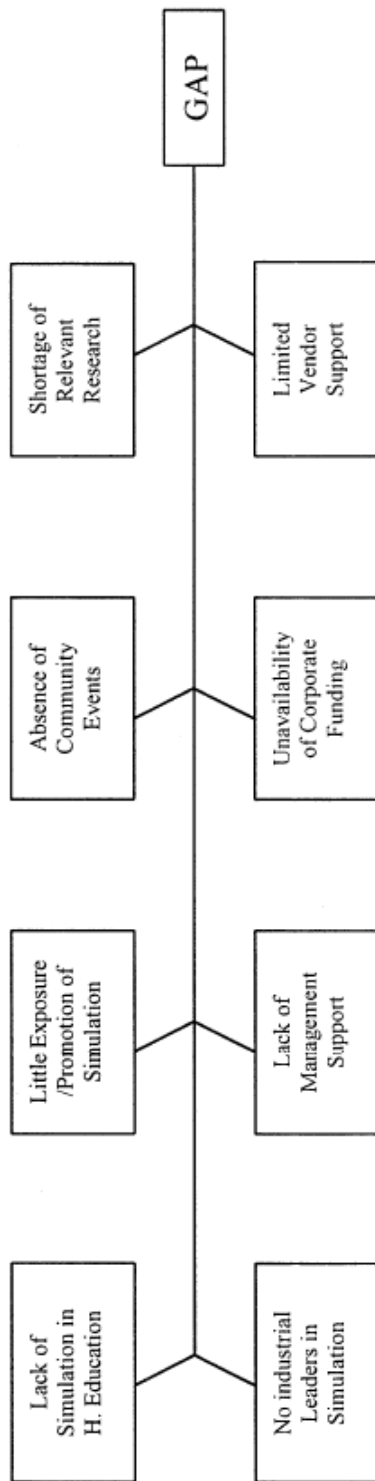 Lack of
Simulation in
H. Education
Little Exposure
/Promotion of
Simulation
Absence of
Community
Events
Shortage of
Relevant
Research
GAP
No industrial
Leaders in
Simulation
Lack of
Management
Support
Unavailability
of Corporate
Funding
Limited
Vendor
Support